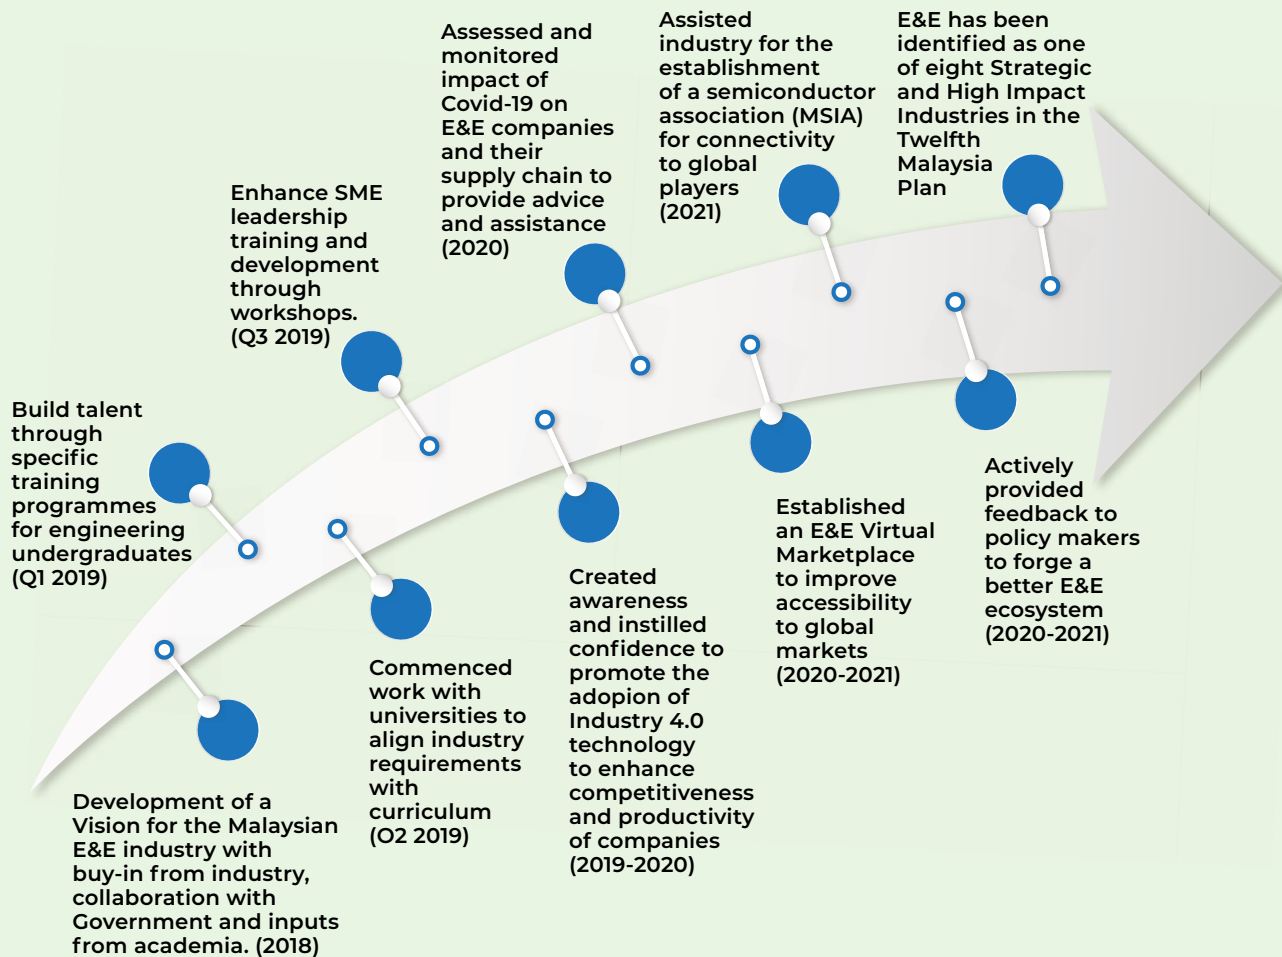 Development of a
Vision for the Malaysian
E&E industry with
buy-in from industry,
collaboration with
Government and inputs
from academia. (2018)
Build talent
through
specific
training
programmes
for engineering
undergraduates
(Q1 2019)
Commenced
work with
universities to
align industry
requirements
with
curriculum
(O2 2019)
Enhance SME
leadership
training and
development
through
workshops.
(Q3 2019)
Created
awareness
and instilled
confidence to
promote the
adopion of
Industry 4.0
technology
to enhance
competitiveness
and productivity
of companies
(2019-2020)
Assessed and
monitored
impact of
Covid-19 on
E&E companies
and their
supply chain to
provide advice
and assistance
(2020)
Established
an E&E Virtual
Marketplace
to improve
accessibility
to global
markets
(2020-2021)
Assisted
industry for the
establishment
of a semiconductor
association (MSIA)
for connectivity
to global
players
(2021)
Actively
provided
feedback to
policy makers
to forge a
better E&E
ecosystem
(2020-2021)
E&E has been
identified as one
of eight Strategic
and High Impact
Industries in the
Twelfth
Malaysia
Plan